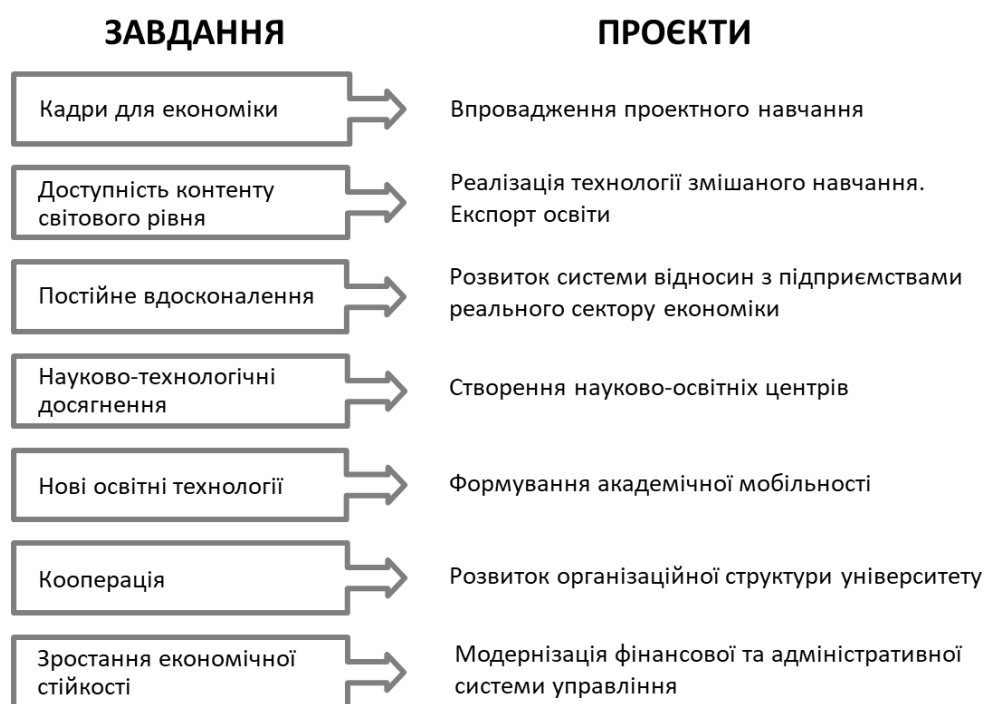 ЗАВДАННЯ ПРОЄКТИ
Кадри для економіки
Впровадження проектного навчання
Доступність контенту
світового рівня
Реалізація технології змішаного навчання.
Експорт освіти
Постійне вдосконалення
Розвиток системи відносин з підприємствами
реального сектору економіки
Науково-технологічні
досягнення
Створення науково-освітніх центрів
Нові освітні технології
Формування академічної мобільності
Кооперація
Розвиток організаційної структури університету
Зростання економічної
стійкості
Модернізація фінансової та адміністративної
системи управління